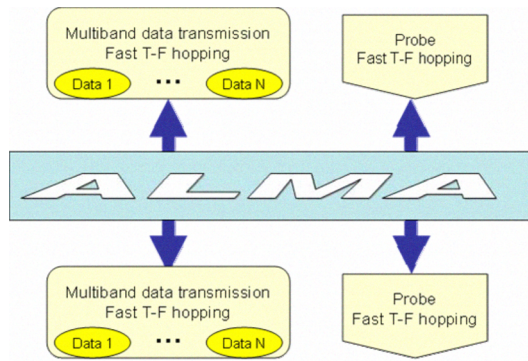 Multiband data transmission
Fast T-F hopping
Data 1 ... Data N
Probe
Fast T-F hopping
ALMA
Multiband data transmission
Fast T-F hopping
Data 1 ... Data N
Probe
Fast T-F hopping